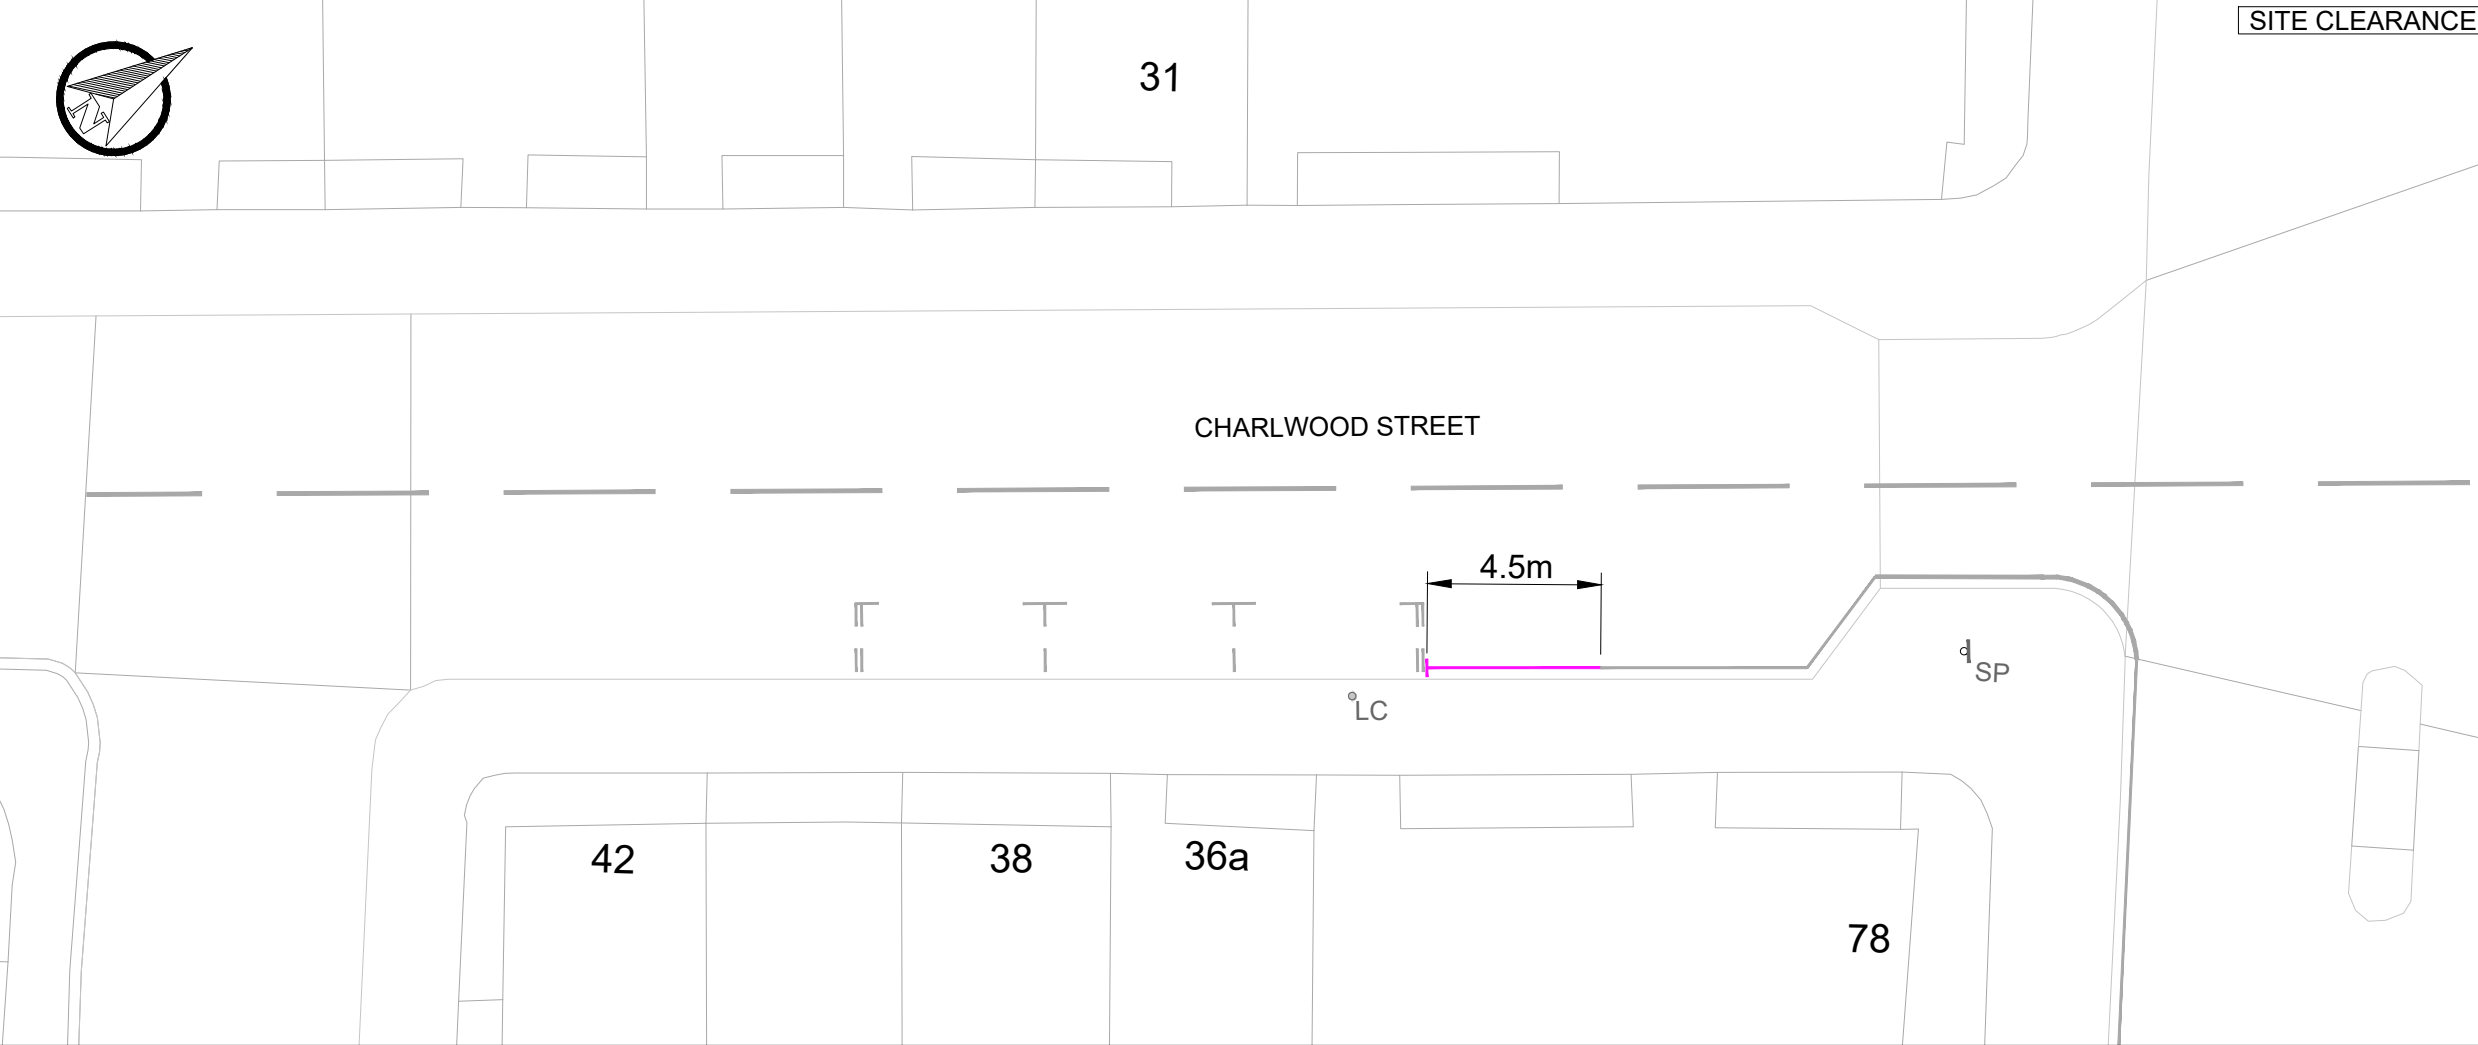 SITE CLEARANCE
N
31
CHARLWOOD STREET
4.5m
SP
LC
42
38
36a
78